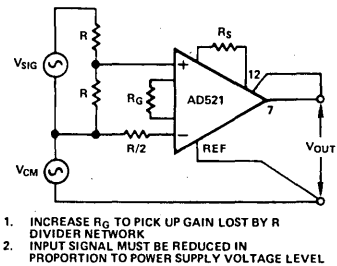 R
RS
VSIG
12
+
RG
AD521
R
7
–
R/2
REF
VOUT
VCM
1. INCREASE RG TO PICK UP GAIN LOST BY R
DIVIDER NETWORK
2. INPUT SIGNAL MUST BE REDUCED IN
PROPORTION TO POWER SUPPLY VOLTAGE LEVEL